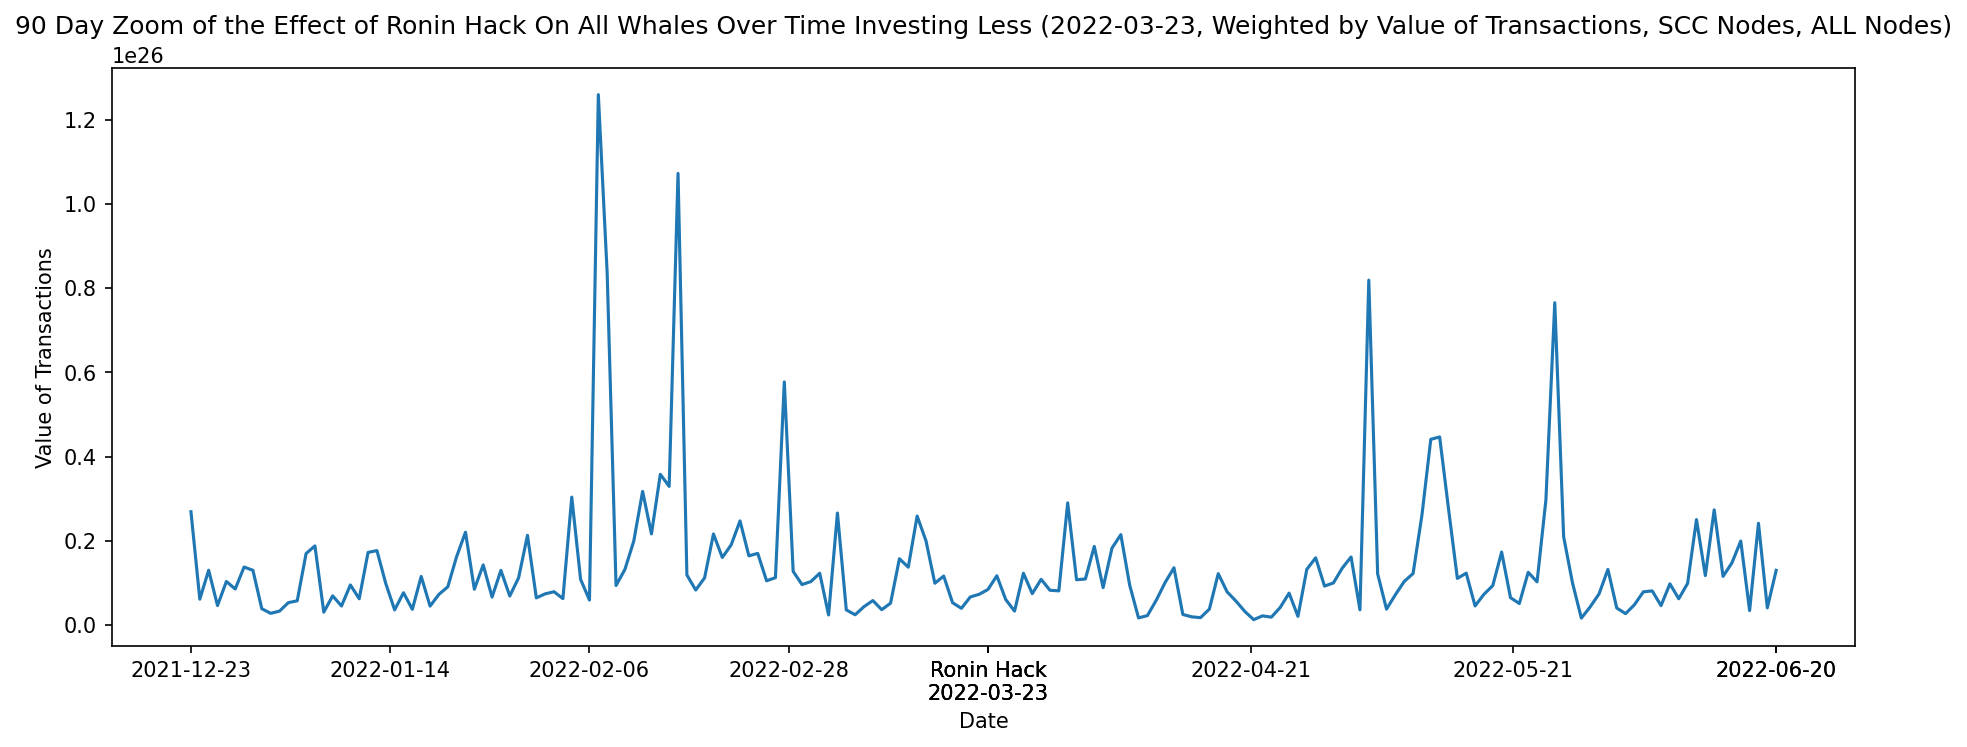 90 Day Zoom of the Effect of Ronin Hack On All Whales Over Time Investing Less (2022-03-23, Weighted by Value of Transactions, SCC Nodes, ALL Nodes)
1e26
1.2
1.0
0.8
0.6
0.4
0.2
0.0
Value of Transactions
2021-12-23 2022-01-14 2022-02-06 2022-02-28 Ronin Hack 2022-04-21 2022-05-21 2022-06-20
2022-03-23
Date